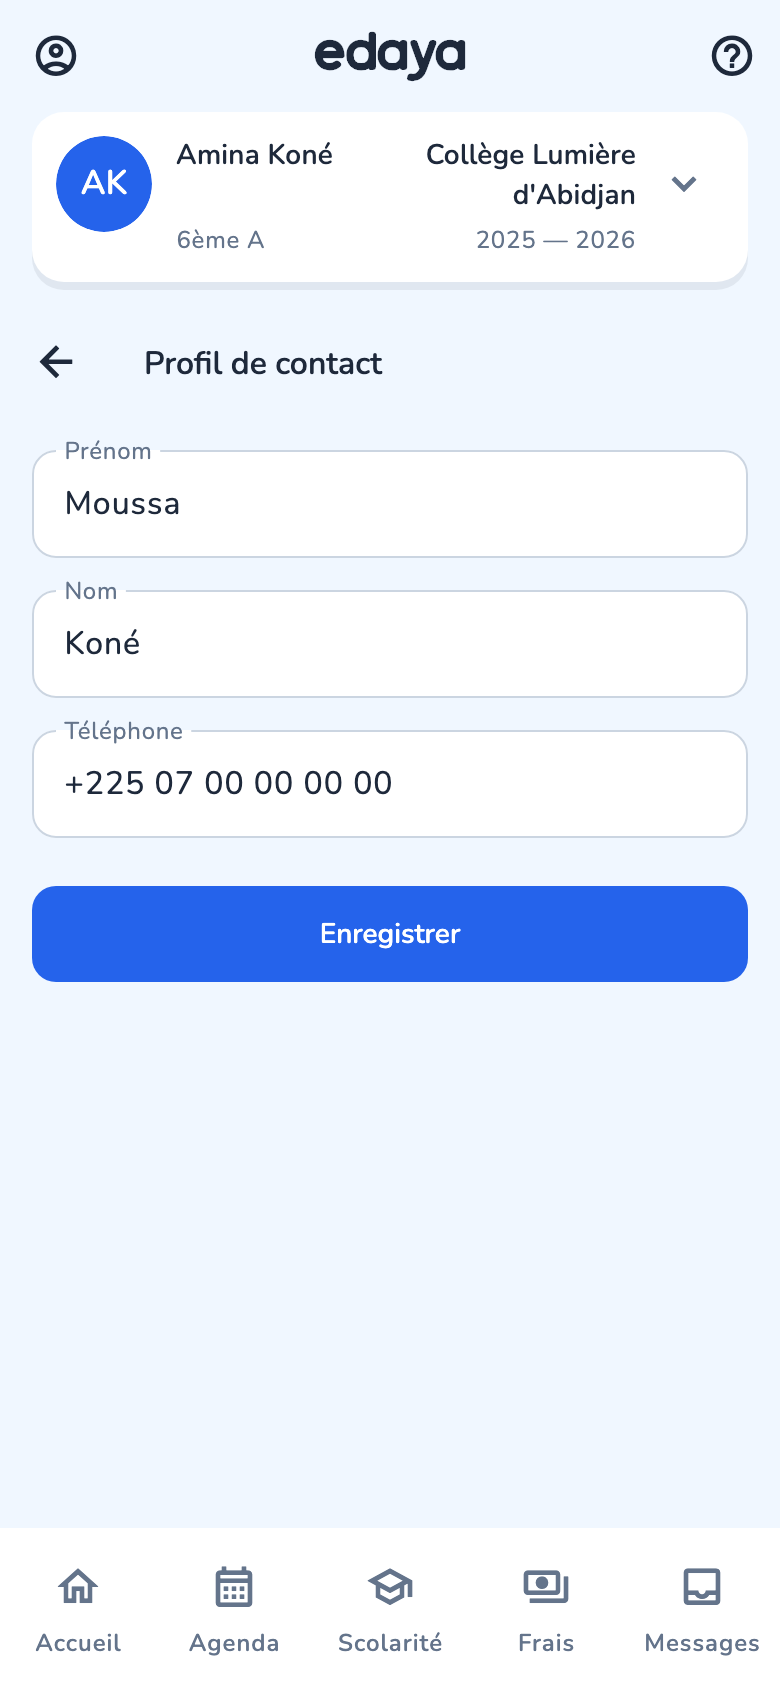 edaya
AK
Amina Koné
Collège Lumière
d'Abidjan
6ème A
2025 — 2026
Profil de contact
Prénom
Moussa
Nom
Koné
Téléphone
+225 07 00 00 00 00
Enregistrer
Accueil
Agenda
Scolarité
Frais
Messages